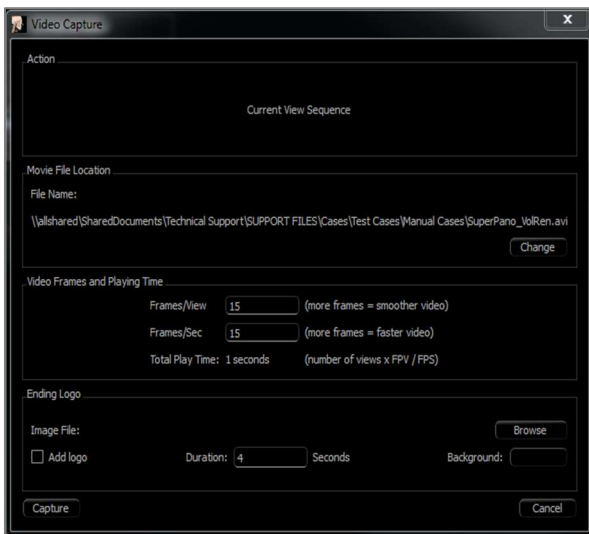 Video Capture
X
Action
Current View Sequence
Movie File Location
File Name:
\\allshared\SharedDocuments\Technical Support\SUPPORT FILES\Cases\Test Cases\Manual Cases\SuperPano_VolRen.avi
Change
Video Frames and Playing Time
Frames/View 15 (more frames = smoother video)
Frames/Sec 15 (more frames = faster video)
Total Play Time: 1 seconds (number of views x FPV / FPS)
Ending Logo
Image File: Browse
Add logo Duration: 4 Seconds Background:
Capture Cancel